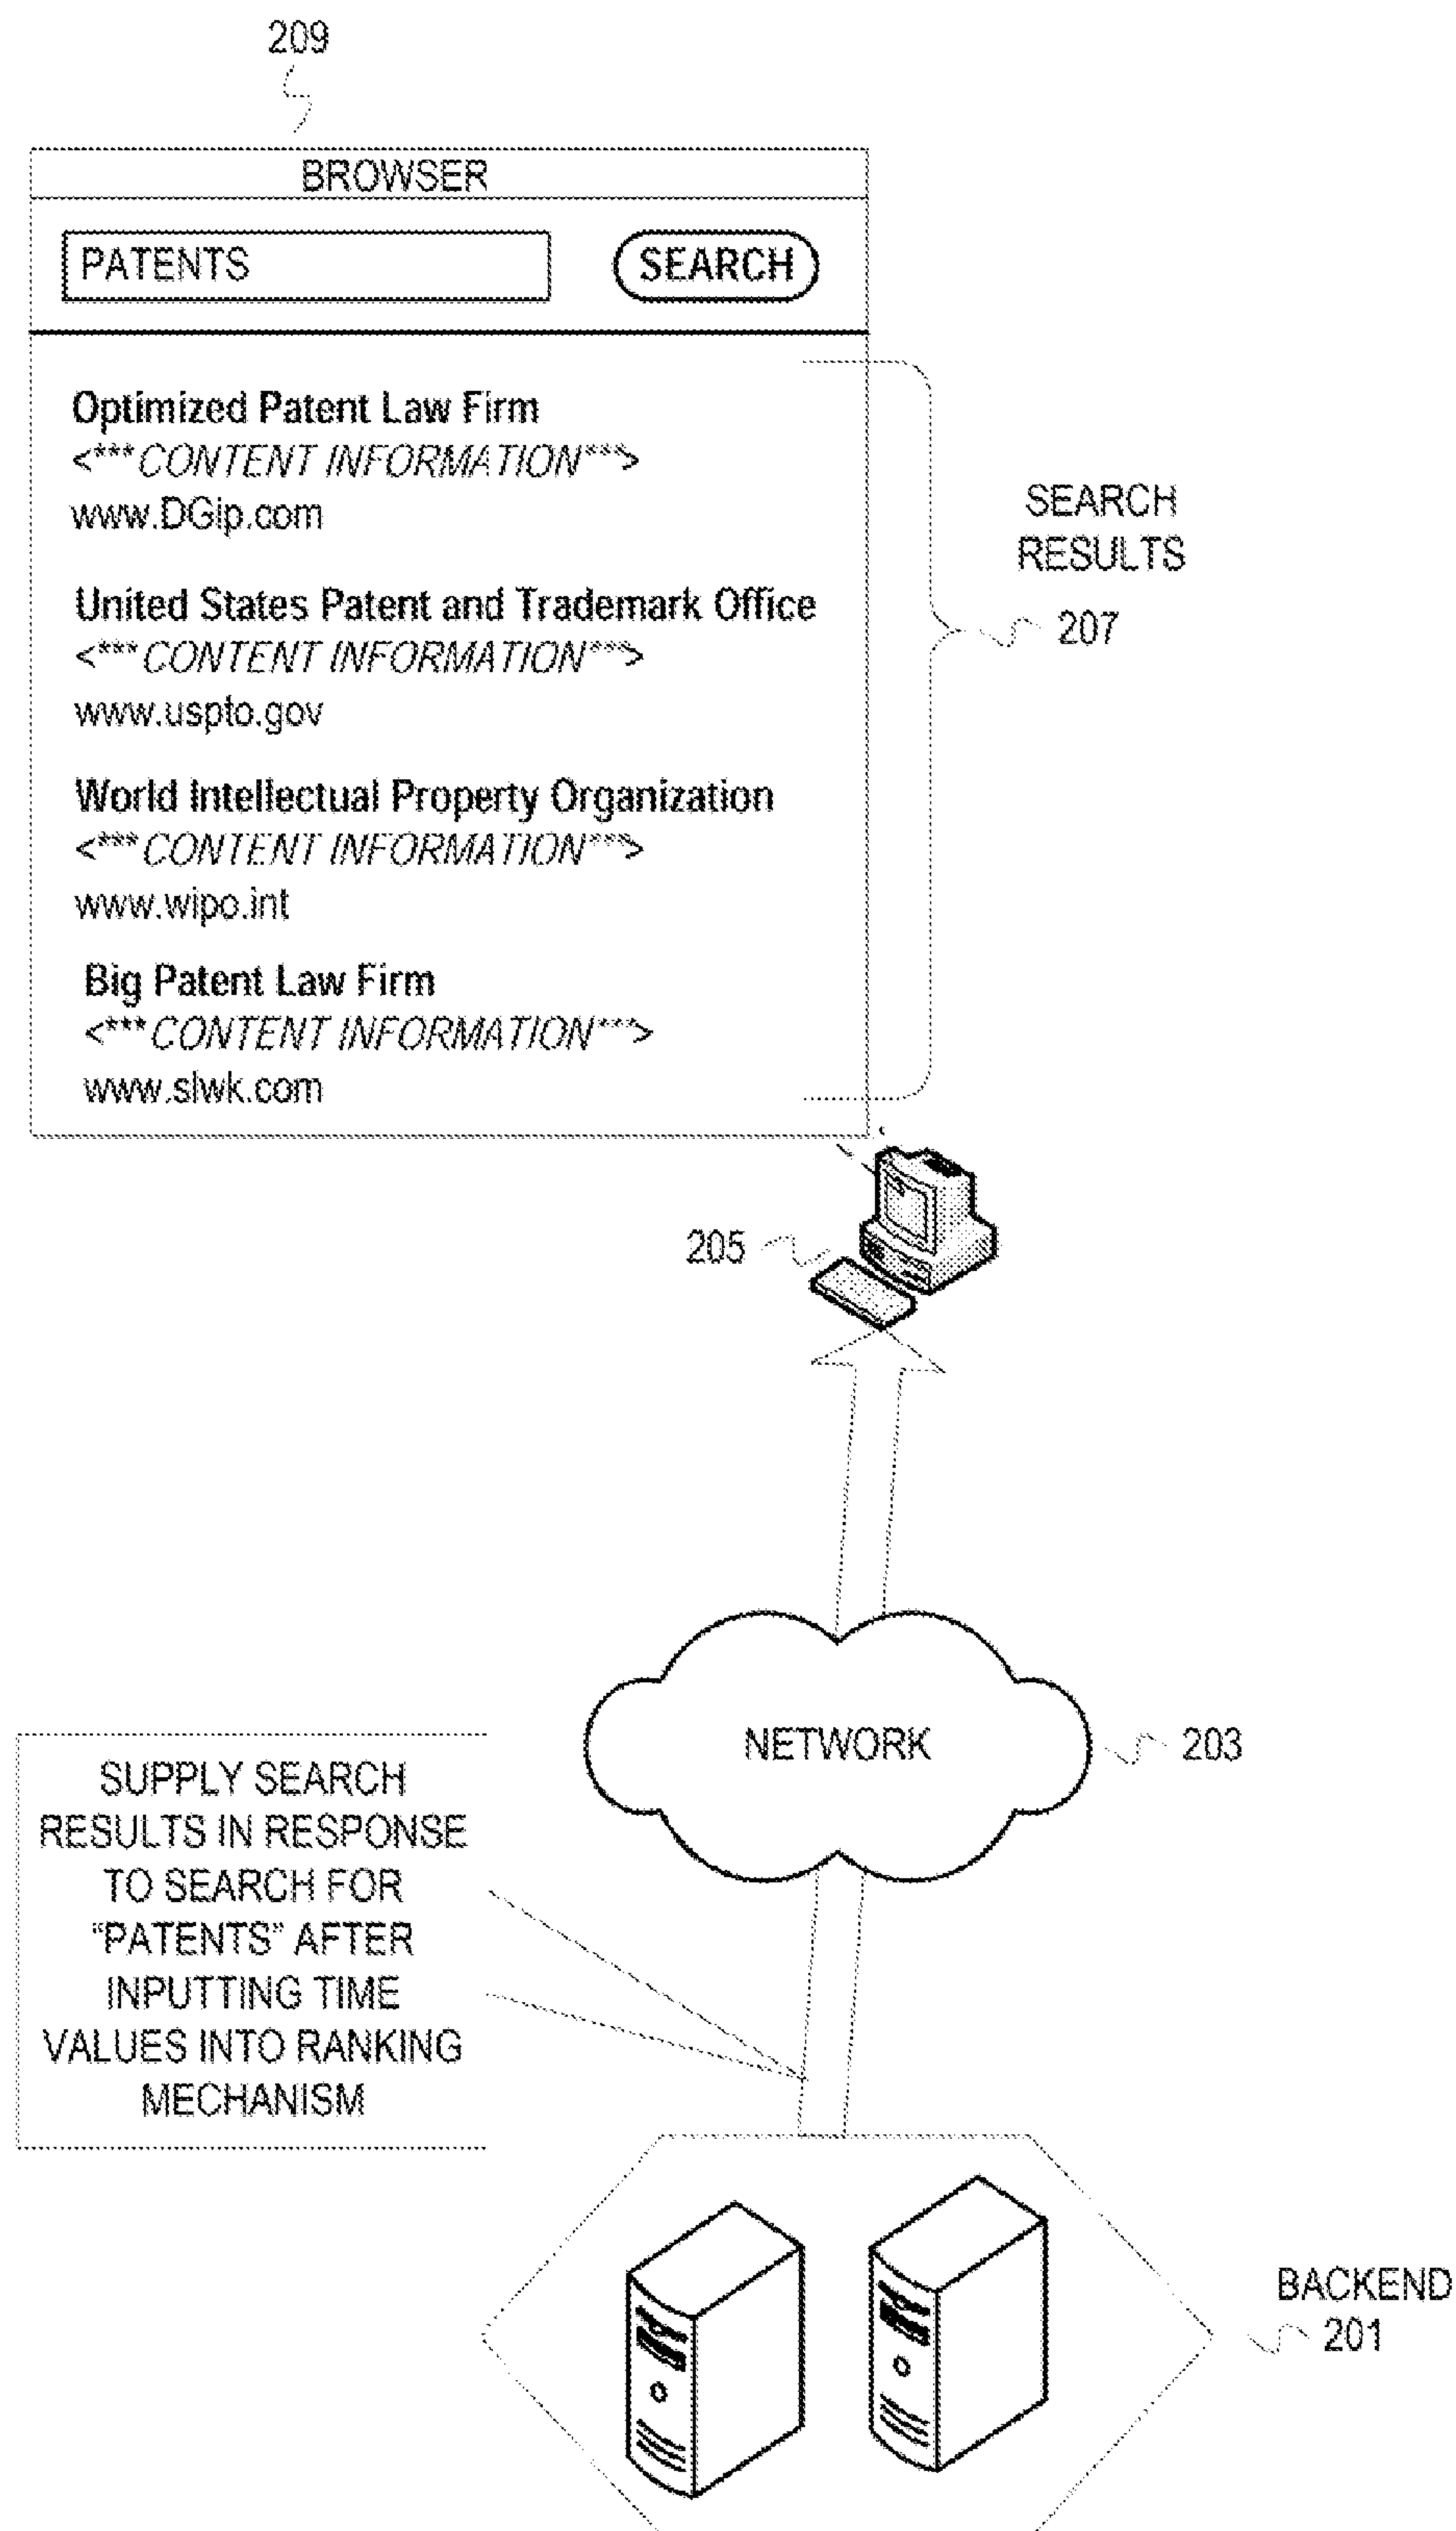 209
BROWSER
PATENTS
SEARCH
Optimized Patent Law Firm
<***CONTENT INFORMATION***>
www.DGip.com
United States Patent and Trademark Office
<***CONTENT INFORMATION***>
www.uspto.gov
World Intellectual Property Organization
<***CONTENT INFORMATION***>
www.wipo.int
Big Patent Law Firm
<***CONTENT INFORMATION***>
www.slwk.com
SEARCH
RESULTS
207
205
NETWORK
203
SUPPLY SEARCH
RESULTS IN RESPONSE
TO SEARCH FOR
"PATENTS" AFTER
INPUTTING TIME
VALUES INTO RANKING
MECHANISM
BACKEND
201